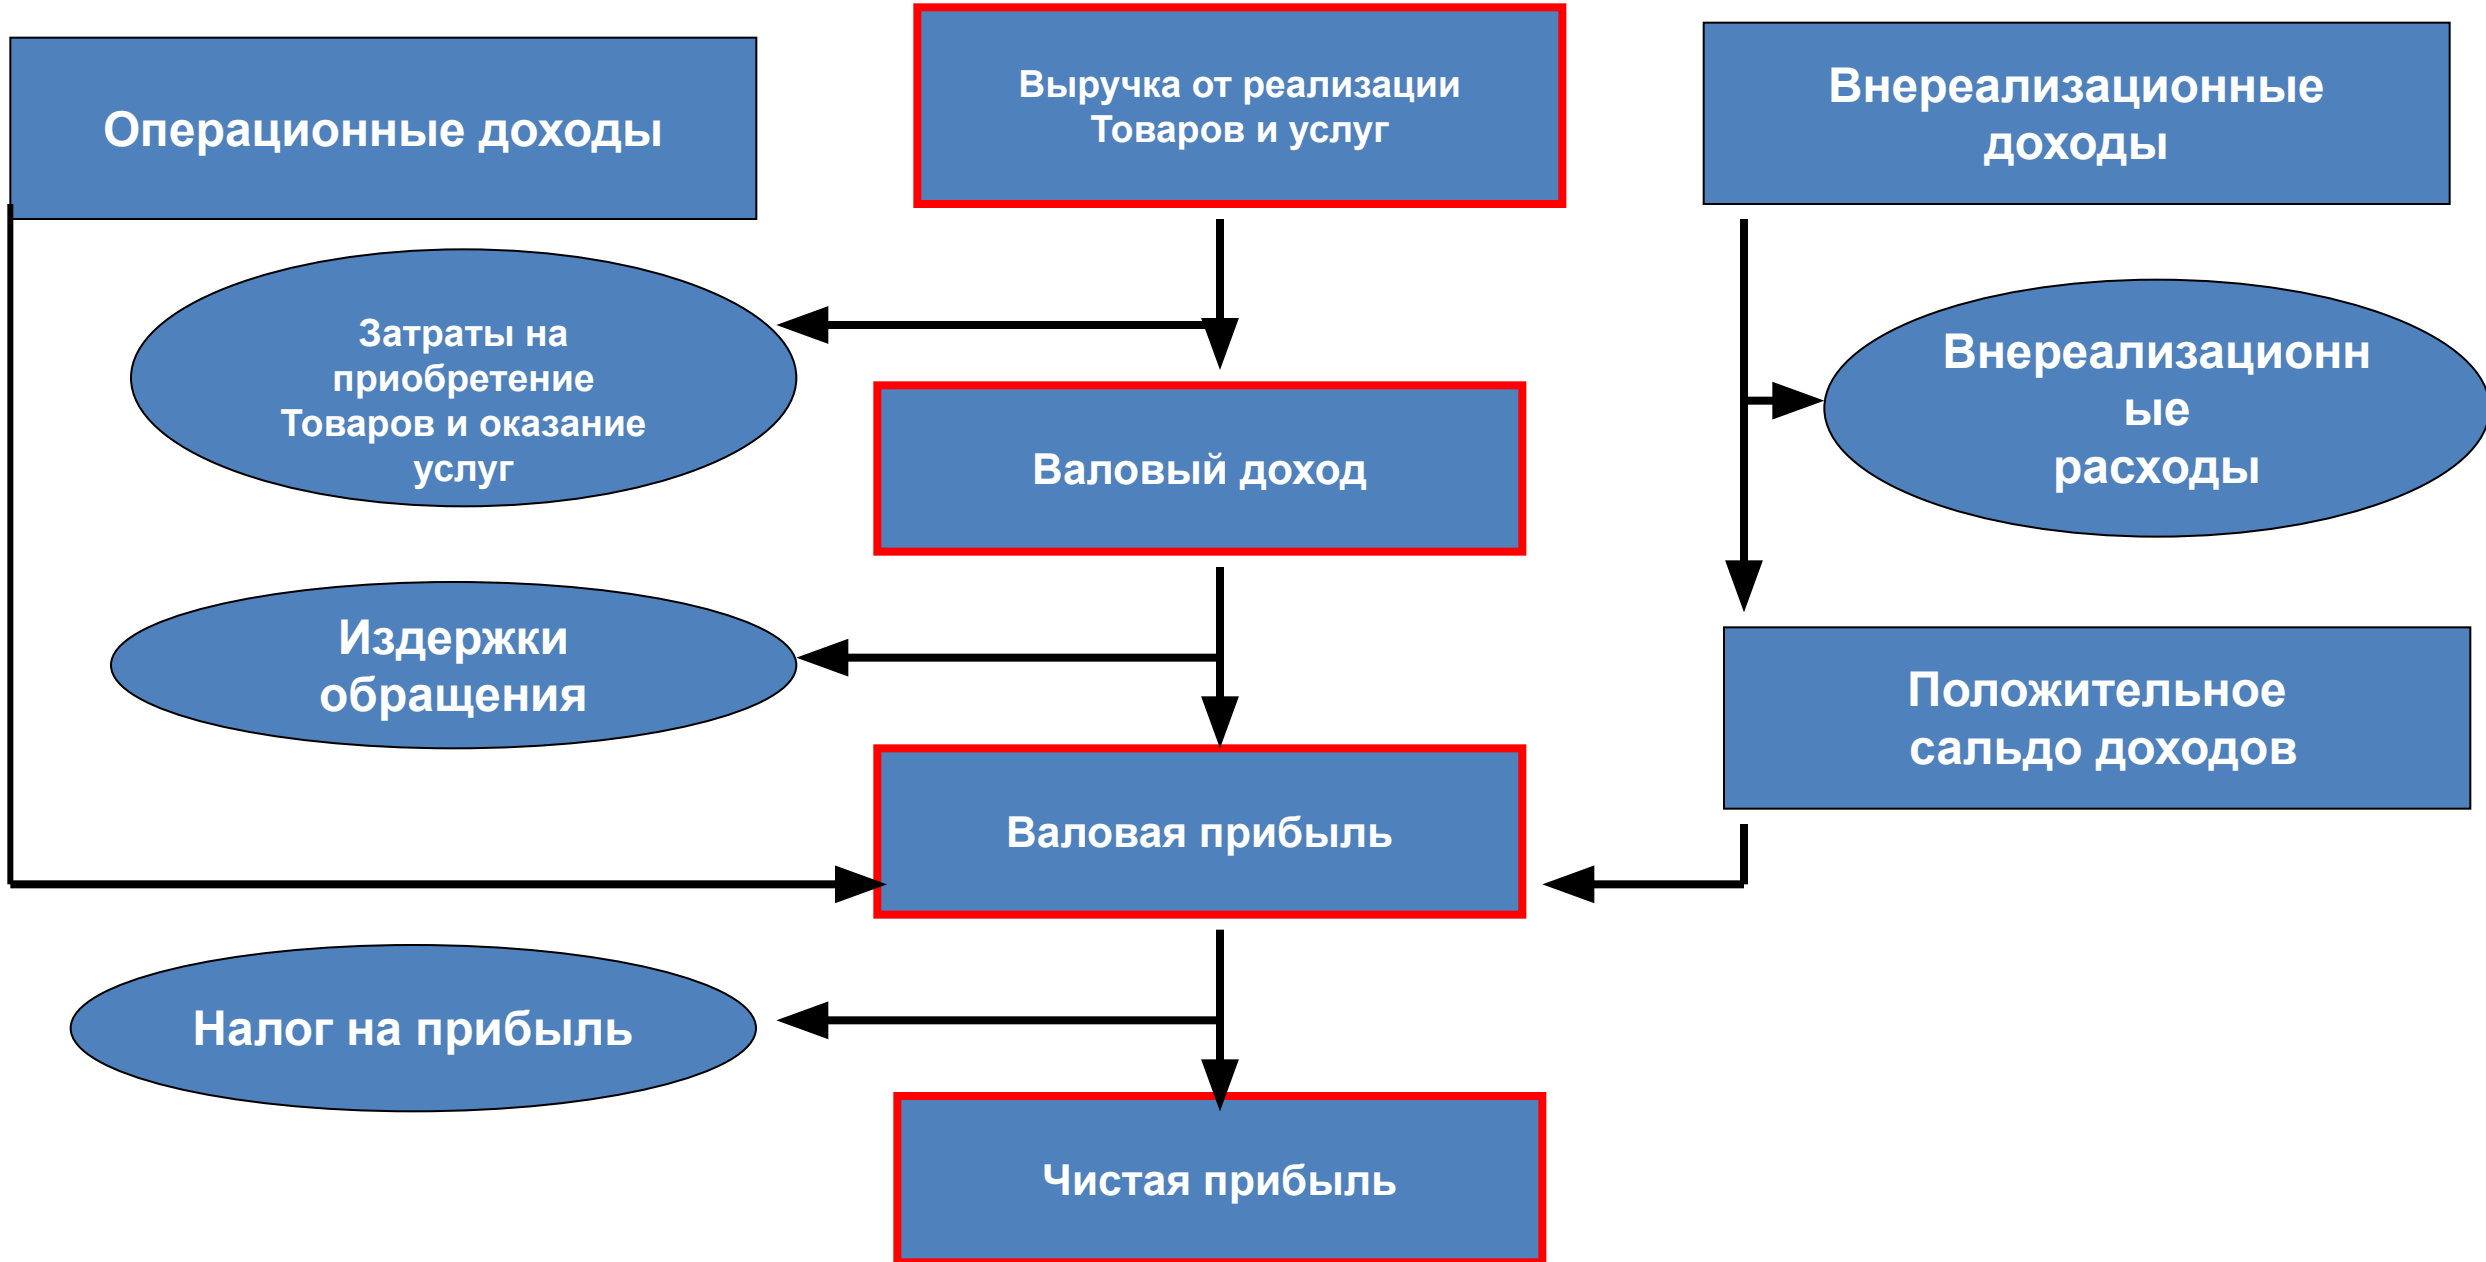 Операционные доходы
Выручка от реализации
Товаров и услуг
Внереализационные
доходы
Затраты на
приобретение
Товаров и оказание
услуг
Валовый доход
Внереализационн
ые
расходы
Издержки
обращения
Валовая прибыль
Положительное
сальдо доходов
Налог на прибыль
Чистая прибыль